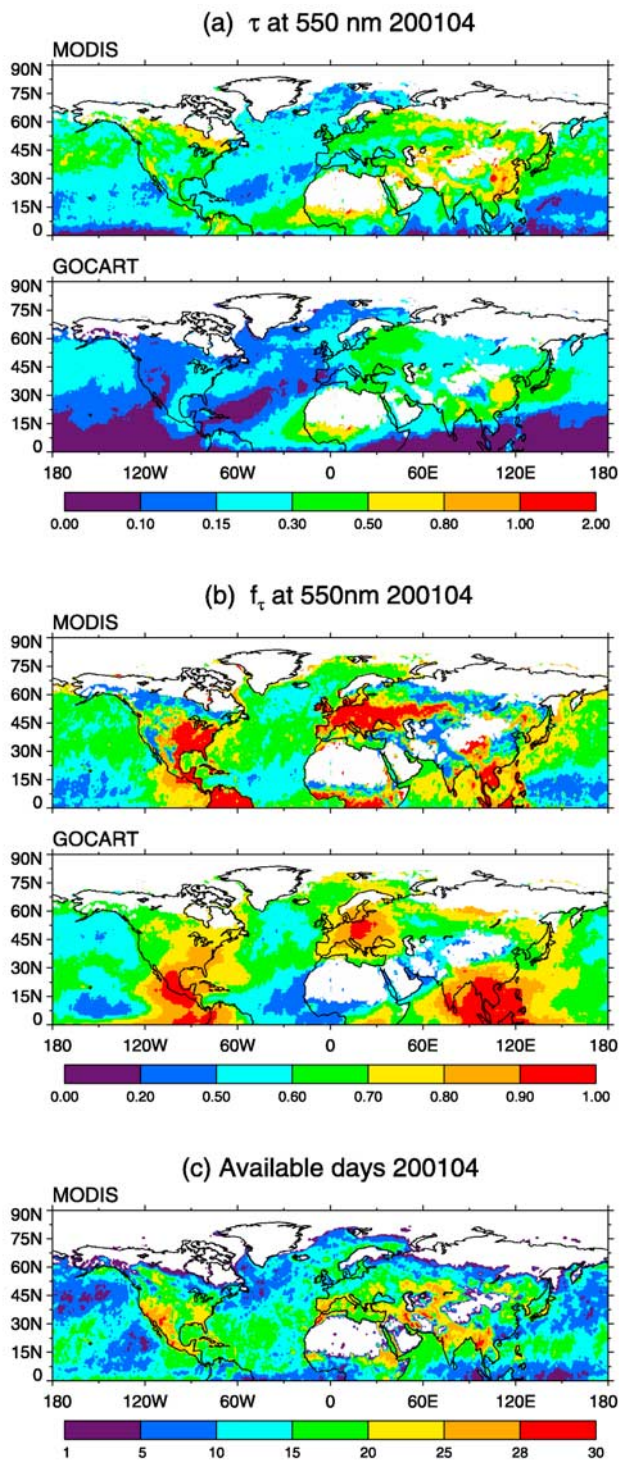 (a) τ at 550 nm 200104
MODIS
90N
75N
60N
45N
30N
15N
0
GOCART
90N
75N
60N
45N
30N
15N
0
180 120W 60W 0 60E 120E 180
0.00 0.10 0.15 0.30 0.50 0.80 1.00 2.00
(b) fτ at 550nm 200104
MODIS
90N
75N
60N
45N
30N
15N
0
GOCART
90N
75N
60N
45N
30N
15N
0
180 120W 60W 0 60E 120E 180
0.00 0.20 0.50 0.60 0.70 0.80 0.90 1.00
(c) Available days 200104
MODIS
90N
75N
60N
45N
30N
15N
0
180 120W 60W 0 60E 120E 180
1 5 10 15 20 25 28 30